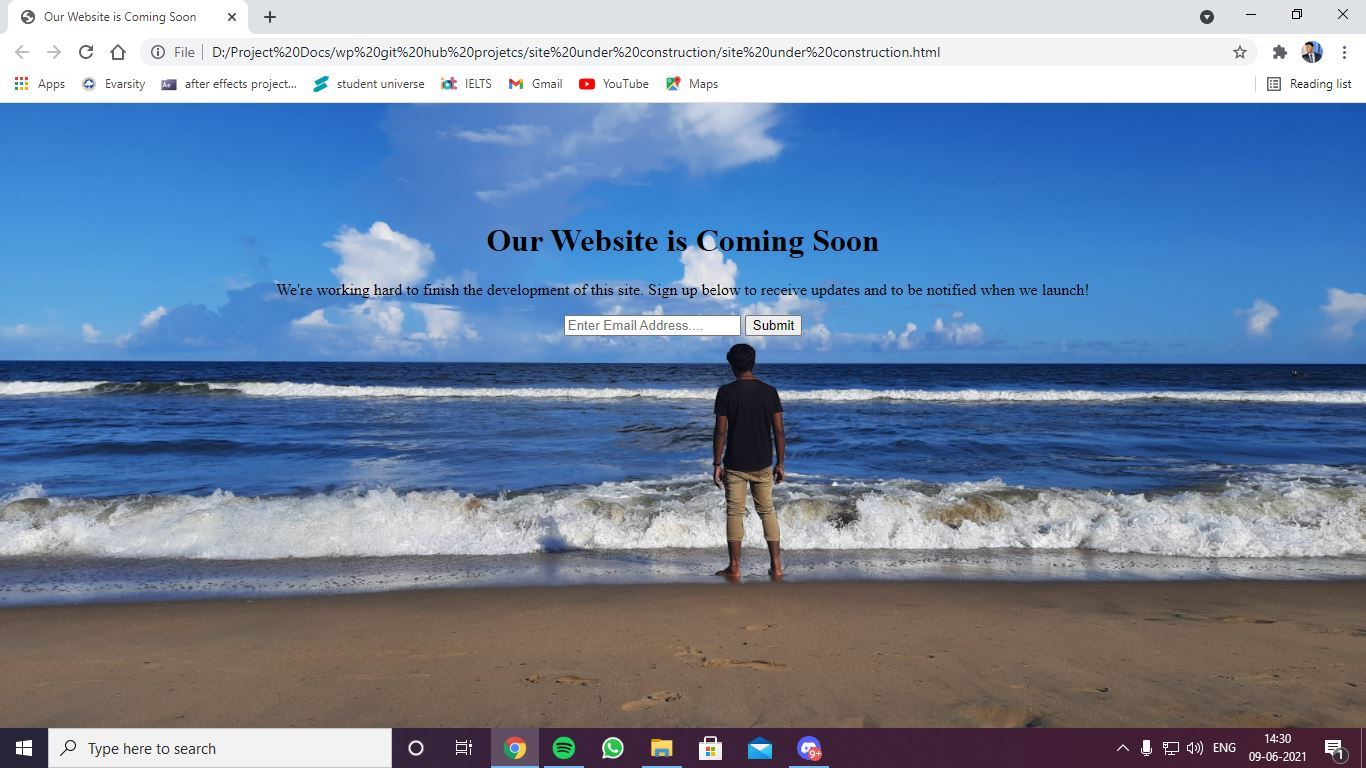 Our Website is Coming Soon
File D:/Project%20Docs/wp%20git%20hub%20projetcs/site%20under%20construction/site%20under%20construction.html
Apps Evarsity Ae after effects project... student universe IELTS Gmail YouTube Maps Reading list
Our Website is Coming Soon
We're working hard to finish the development of this site. Sign up below to receive updates and to be notified when we launch!
Enter Email Address.... Submit
Type here to search 9+ ENG 14:30
09-06-2021 1